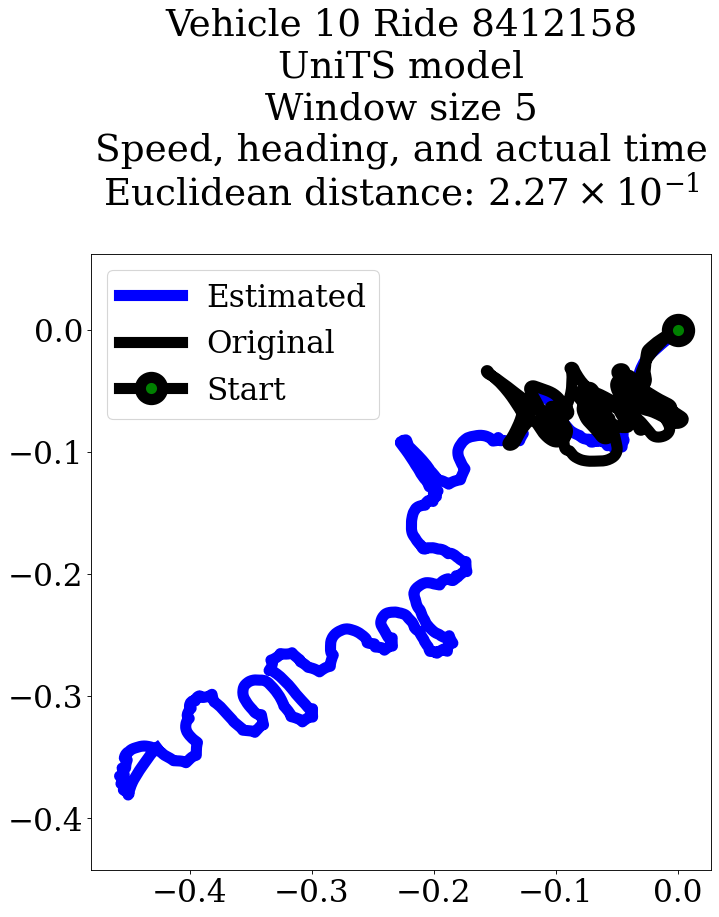 Vehicle 10 Ride 8412158
UniTS model
Window size 5
Speed, heading, and actual time
Euclidean distance: 2.27 × 10⁻¹
Estimated
Original
Start
0.0
−0.1
−0.2
−0.3
−0.4
−0.4 −0.3 −0.2 −0.1 0.0